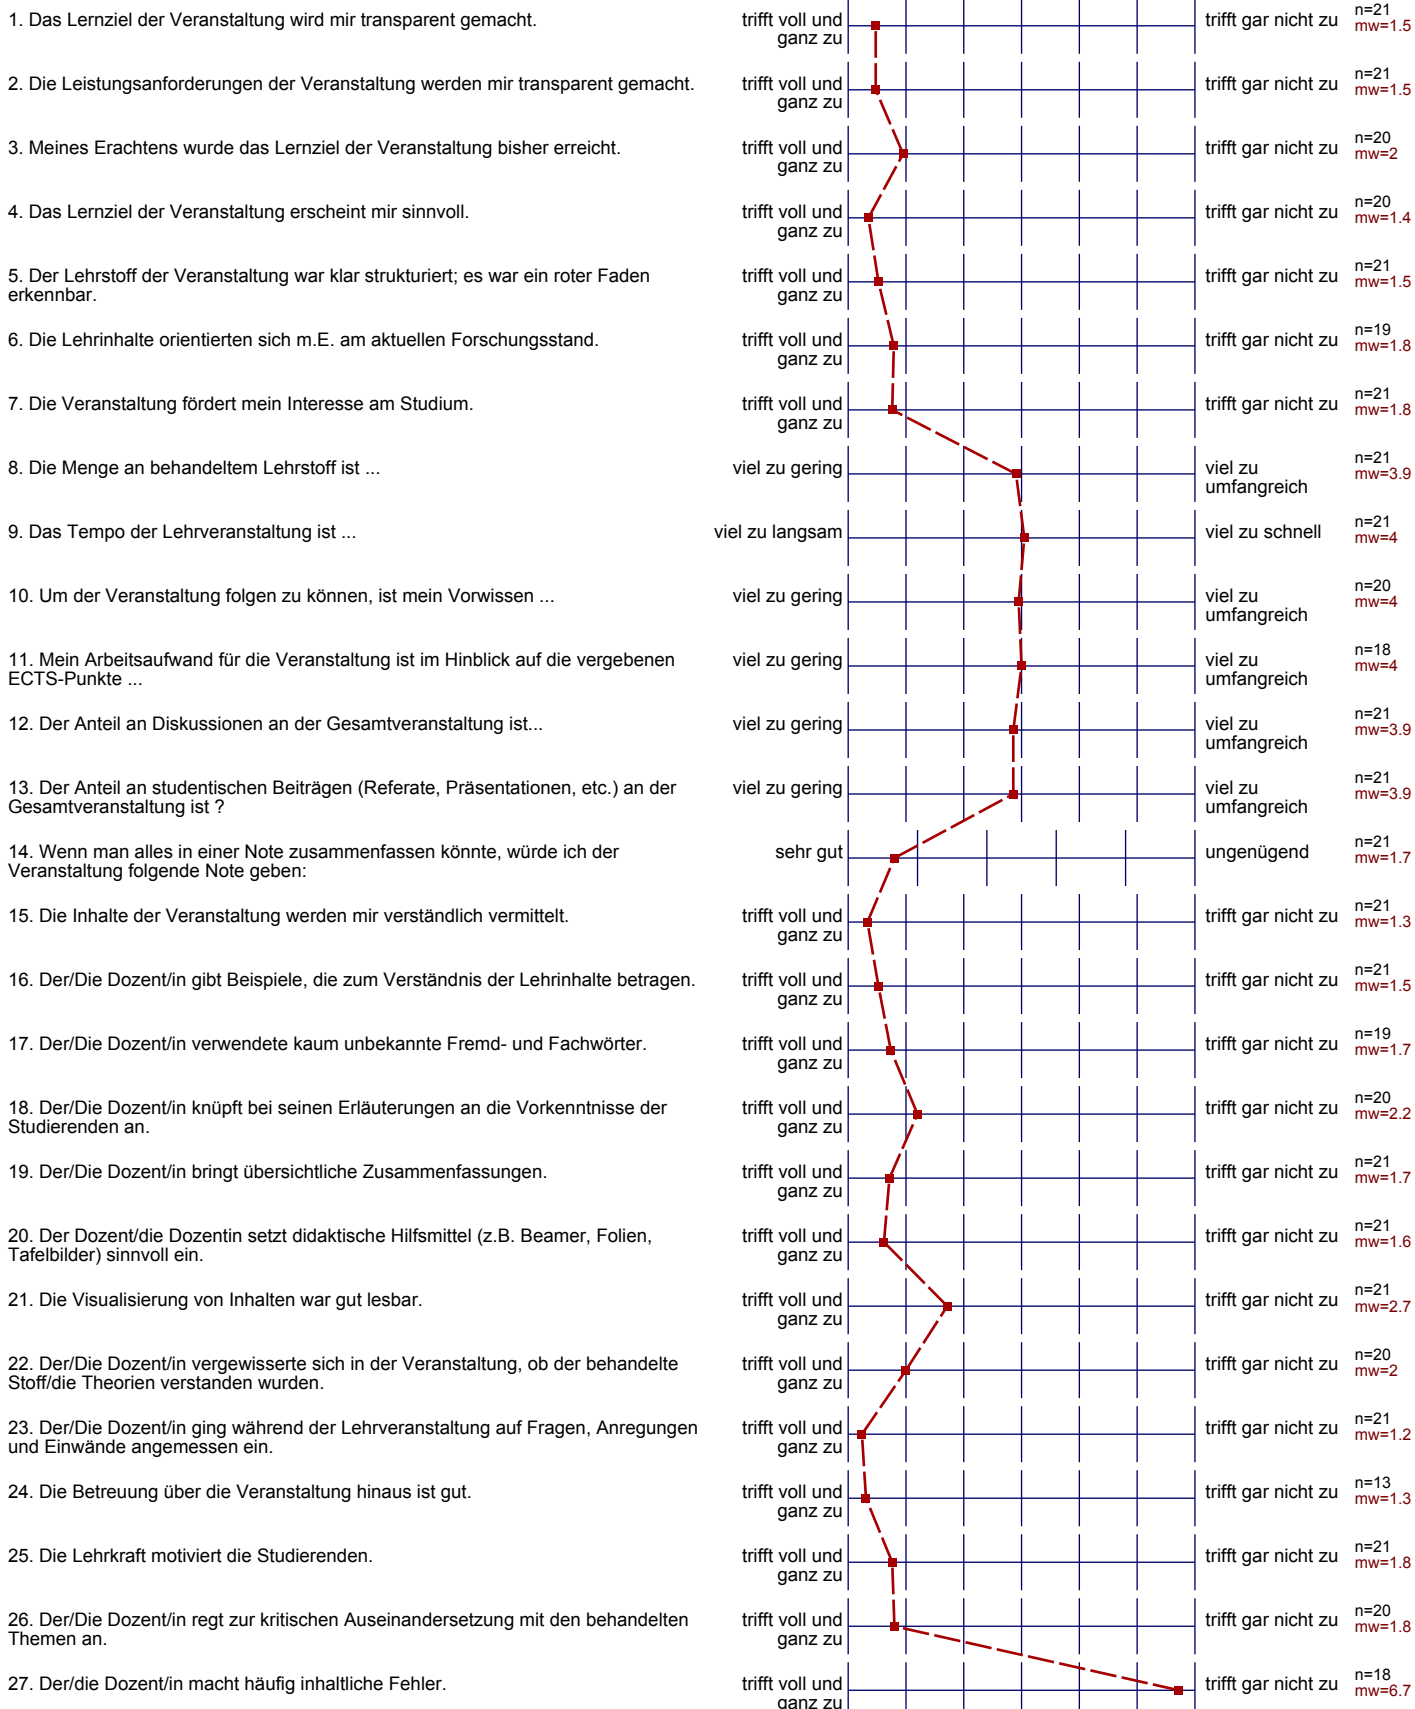 1. Das Lernziel der Veranstaltung wird mir transparent gemacht. trifft voll und ganz zu trifft gar nicht zu n=21 mw=1.5
2. Die Leistungsanforderungen der Veranstaltung werden mir transparent gemacht. trifft voll und ganz zu trifft gar nicht zu n=21 mw=1.5
3. Meines Erachtens wurde das Lernziel der Veranstaltung bisher erreicht. trifft voll und ganz zu trifft gar nicht zu n=20 mw=2
4. Das Lernziel der Veranstaltung erscheint mir sinnvoll. trifft voll und ganz zu trifft gar nicht zu n=20 mw=1.4
5. Der Lehrstoff der Veranstaltung war klar strukturiert; es war ein roter Faden
erkennbar. trifft voll und ganz zu trifft gar nicht zu n=21 mw=1.5
6. Die Lehrinhalte orientierten sich m.E. am aktuellen Forschungsstand. trifft voll und ganz zu trifft gar nicht zu n=19 mw=1.8
7. Die Veranstaltung fördert mein Interesse am Studium. trifft voll und ganz zu trifft gar nicht zu n=21 mw=1.8
8. Die Menge an behandeltem Lehrstoff ist ... viel zu gering viel zu umfangreich n=21 mw=3.9
9. Das Tempo der Lehrveranstaltung ist ... viel zu langsam viel zu schnell n=21 mw=4
10. Um der Veranstaltung folgen zu können, ist mein Vorwissen ... viel zu gering viel zu umfangreich n=20 mw=4
11. Mein Arbeitsaufwand für die Veranstaltung ist im Hinblick auf die vergebenen
ECTS-Punkte ... viel zu gering viel zu umfangreich n=18 mw=4
12. Der Anteil an Diskussionen an der Gesamtveranstaltung ist... viel zu gering viel zu umfangreich n=21 mw=3.9
13. Der Anteil an studentischen Beiträgen (Referate, Präsentationen, etc.) an der
Gesamtveranstaltung ist ? viel zu gering viel zu umfangreich n=21 mw=3.9
14. Wenn man alles in einer Note zusammenfassen könnte, würde ich der
Veranstaltung folgende Note geben: sehr gut ungenügend n=21 mw=1.7
15. Die Inhalte der Veranstaltung werden mir verständlich vermittelt. trifft voll und ganz zu trifft gar nicht zu n=21 mw=1.3
16. Der/Die Dozent/in gibt Beispiele, die zum Verständnis der Lehrinhalte betragen. trifft voll und ganz zu trifft gar nicht zu n=21 mw=1.5
17. Der/Die Dozent/in verwendete kaum unbekannte Fremd- und Fachwörter. trifft voll und ganz zu trifft gar nicht zu n=19 mw=1.7
18. Der/Die Dozent/in knüpft bei seinen Erläuterungen an die Vorkenntnisse der
Studierenden an. trifft voll und ganz zu trifft gar nicht zu n=20 mw=2.2
19. Der/Die Dozent/in bringt übersichtliche Zusammenfassungen. trifft voll und ganz zu trifft gar nicht zu n=21 mw=1.7
20. Der Dozent/die Dozentin setzt didaktische Hilfsmittel (z.B. Beamer, Folien,
Tafelbilder) sinnvoll ein. trifft voll und ganz zu trifft gar nicht zu n=21 mw=1.6
21. Die Visualisierung von Inhalten war gut lesbar. trifft voll und ganz zu trifft gar nicht zu n=21 mw=2.7
22. Der/Die Dozent/in vergewisserte sich in der Veranstaltung, ob der behandelte
Stoff/die Theorien verstanden wurden. trifft voll und ganz zu trifft gar nicht zu n=20 mw=2
23. Der/Die Dozent/in ging während der Lehrveranstaltung auf Fragen, Anregungen
und Einwände angemessen ein. trifft voll und ganz zu trifft gar nicht zu n=21 mw=1.2
24. Die Betreuung über die Veranstaltung hinaus ist gut. trifft voll und ganz zu trifft gar nicht zu n=13 mw=1.3
25. Die Lehrkraft motiviert die Studierenden. trifft voll und ganz zu trifft gar nicht zu n=21 mw=1.8
26. Der/Die Dozent/in regt zur kritischen Auseinandersetzung mit den behandelten
Themen an. trifft voll und ganz zu trifft gar nicht zu n=20 mw=1.8
27. Der/die Dozent/in macht häufig inhaltliche Fehler. trifft voll und ganz zu trifft gar nicht zu n=18 mw=6.7